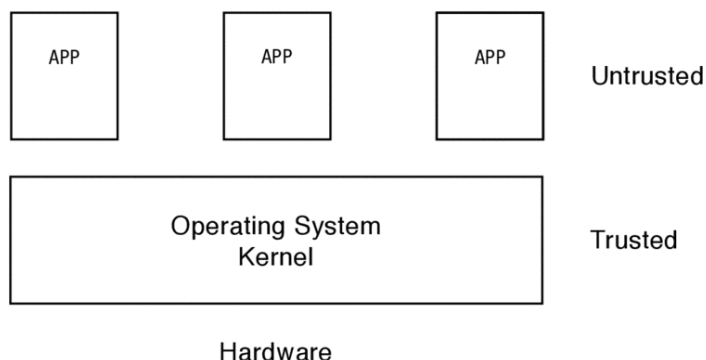 APP
APP
APP
Untrusted
Operating System
Kernel
Trusted
Hardware